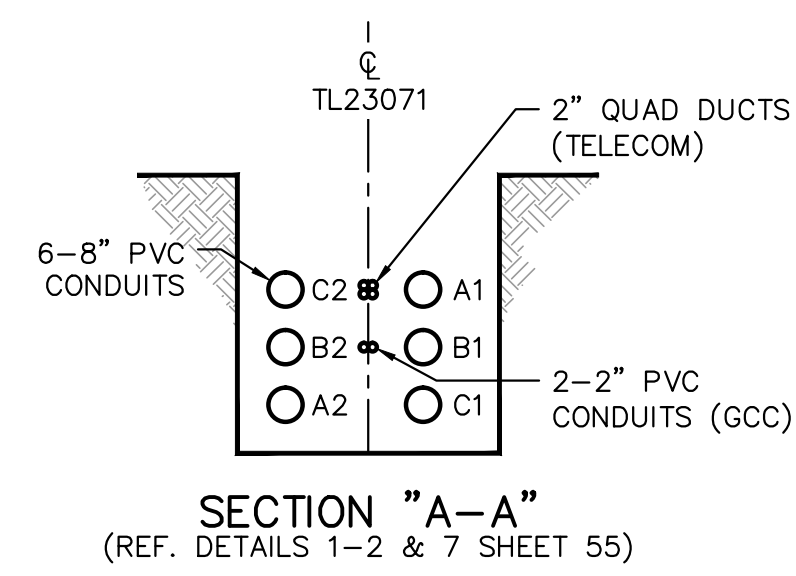 ℄
TL23071
2” QUAD DUCTS
(TELECOM)
6–8” PVC
CONDUITS
C2
A1
B2
B1
A2
C1
2–2” PVC
CONDUITS (GCC)
SECTION ”A–A”
(REF. DETAILS 1–2 & 7 SHEET 55)